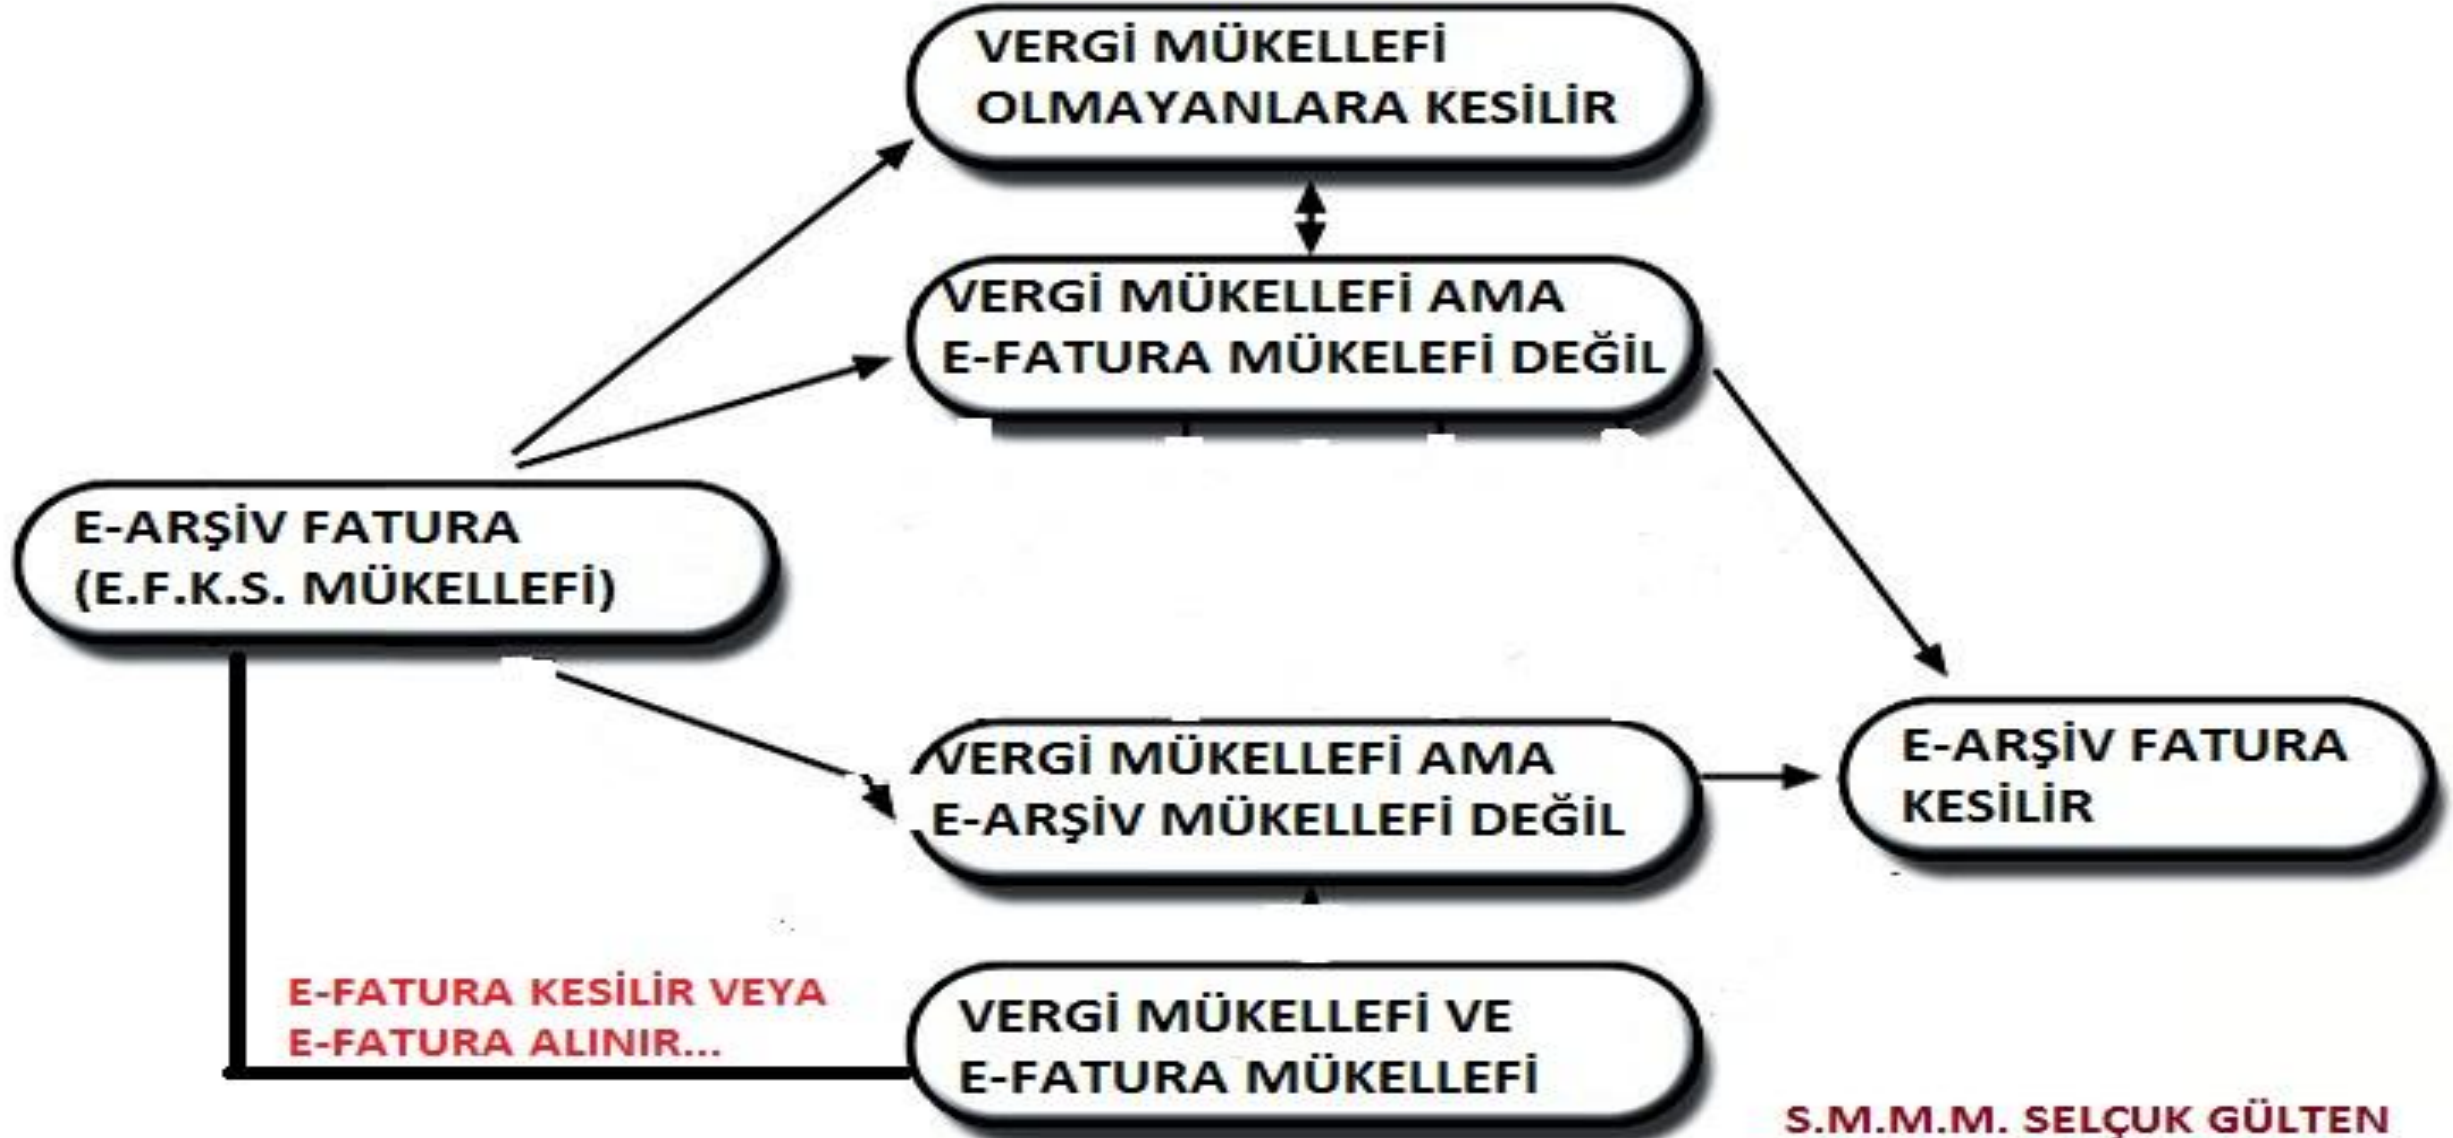 VERGİ MÜKELLEFİ
OLMAYANLARA KESİLİR
VERGİ MÜKELLEFİ AMA
E-FATURA MÜKELEFİ DEĞİL
E-ARŞİV FATURA
(E.F.K.S. MÜKELLEFİ)
VERGİ MÜKELLEFİ AMA
E-ARŞİV MÜKELLEFİ DEĞİL
E-ARŞİV FATURA
KESİLİR
E-FATURA KESİLİR VEYA
E-FATURA ALINIR...
VERGİ MÜKELLEFİ VE
E-FATURA MÜKELLEFİ
S.M.M.M. SELÇUK GÜLTEN